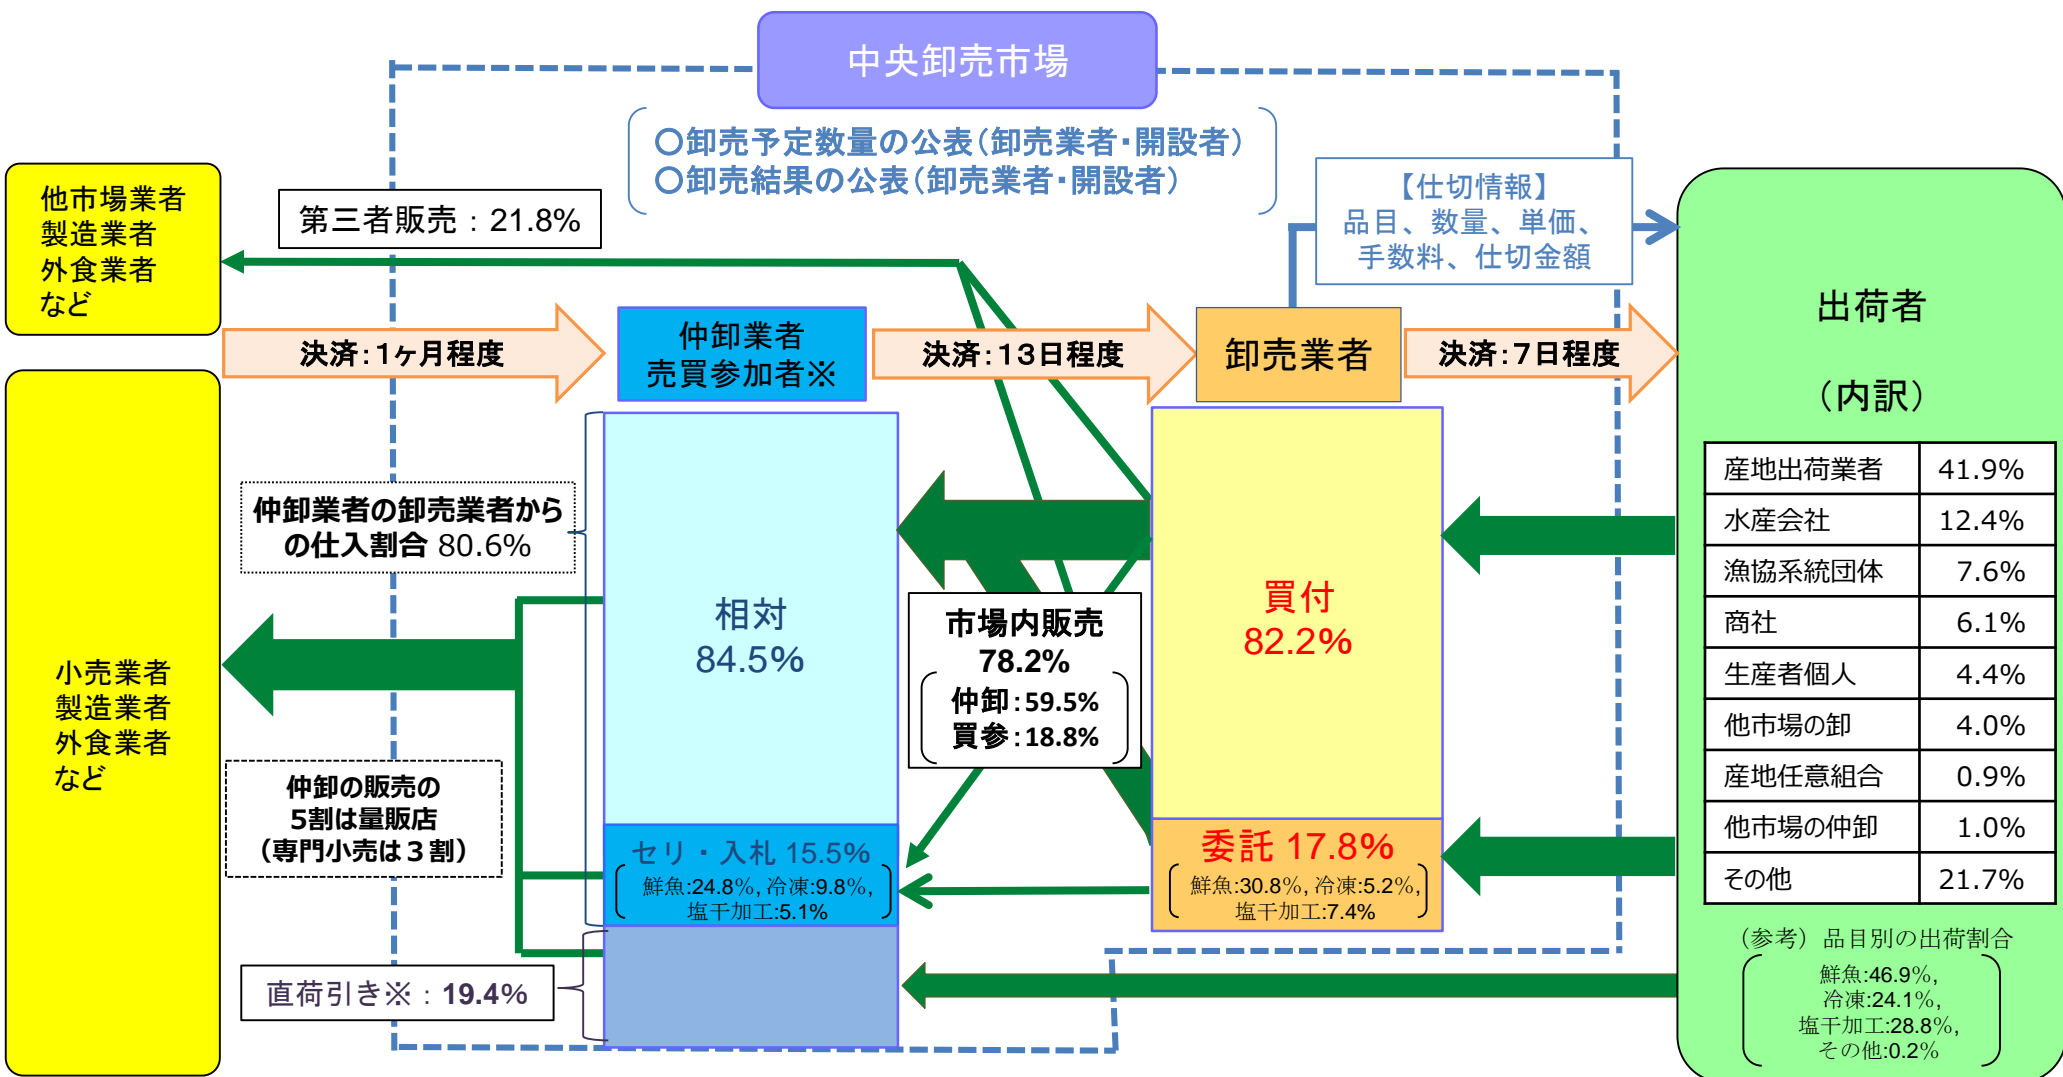 中央卸売市場
○卸売予定数量の公表(卸売業者・開設者)
○卸売結果の公表(卸売業者・開設者)
他市場業者
製造業者
外食業者
など
第三者販売：21.8%
【仕切情報】
品目、数量、単価、
手数料、仕切金額
決済：1ヶ月程度
仲卸業者
売買参加者※
決済：13日程度
卸売業者
決済：7日程度
出荷者
（内訳）
産地出荷業者 41.9%
水産会社 12.4%
漁協系統団体 7.6%
商社 6.1%
生産者個人 4.4%
他市場の卸 4.0%
産地任意組合 0.9%
他市場の仲卸 1.0%
その他 21.7%
（参考）品目別の出荷割合
鮮魚:46.9%,
冷凍:24.1%,
塩干加工:28.8%,
その他:0.2%
仲卸業者の卸売業者から
の仕入割合 80.6%
相対
84.5%
市場内販売
78.2%
仲卸：59.5%
買参：18.8%
買付
82.2%
小売業者
製造業者
外食業者
など
仲卸の販売の
5割は量販店
（専門小売は３割）
セリ・入札 15.5%
鮮魚:24.8%, 冷凍:9.8%,
塩干加工:5.1%
委託 17.8%
鮮魚:30.8%, 冷凍:5.2%,
塩干加工:7.4%
直荷引き※：19.4%